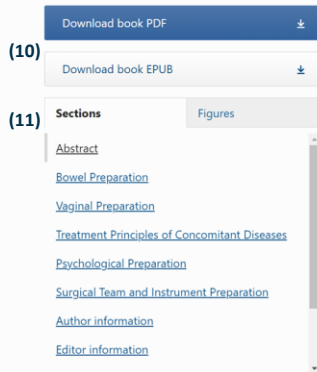 Download book PDF
(10)
Download book EPUB
(11) Sections Figures
Abstract
Bowel Preparation
Vaginal Preparation
Treatment Principles of Concomitant Diseases
Psychological Preparation
Surgical Team and Instrument Preparation
Author information
Editor information